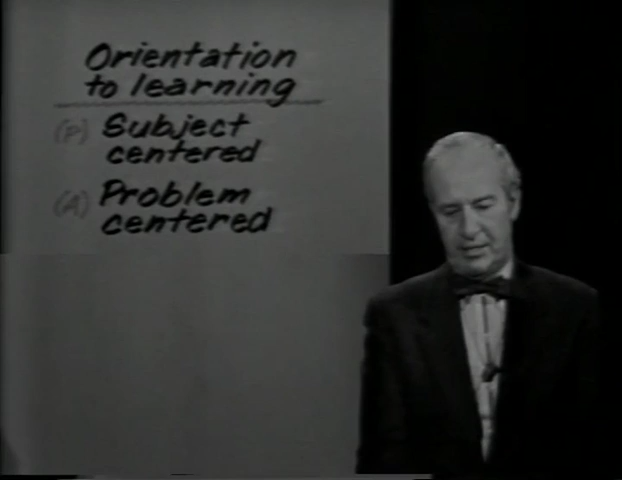 Orientation
to learning
(P) Subject
centered
(A) Problem
centered